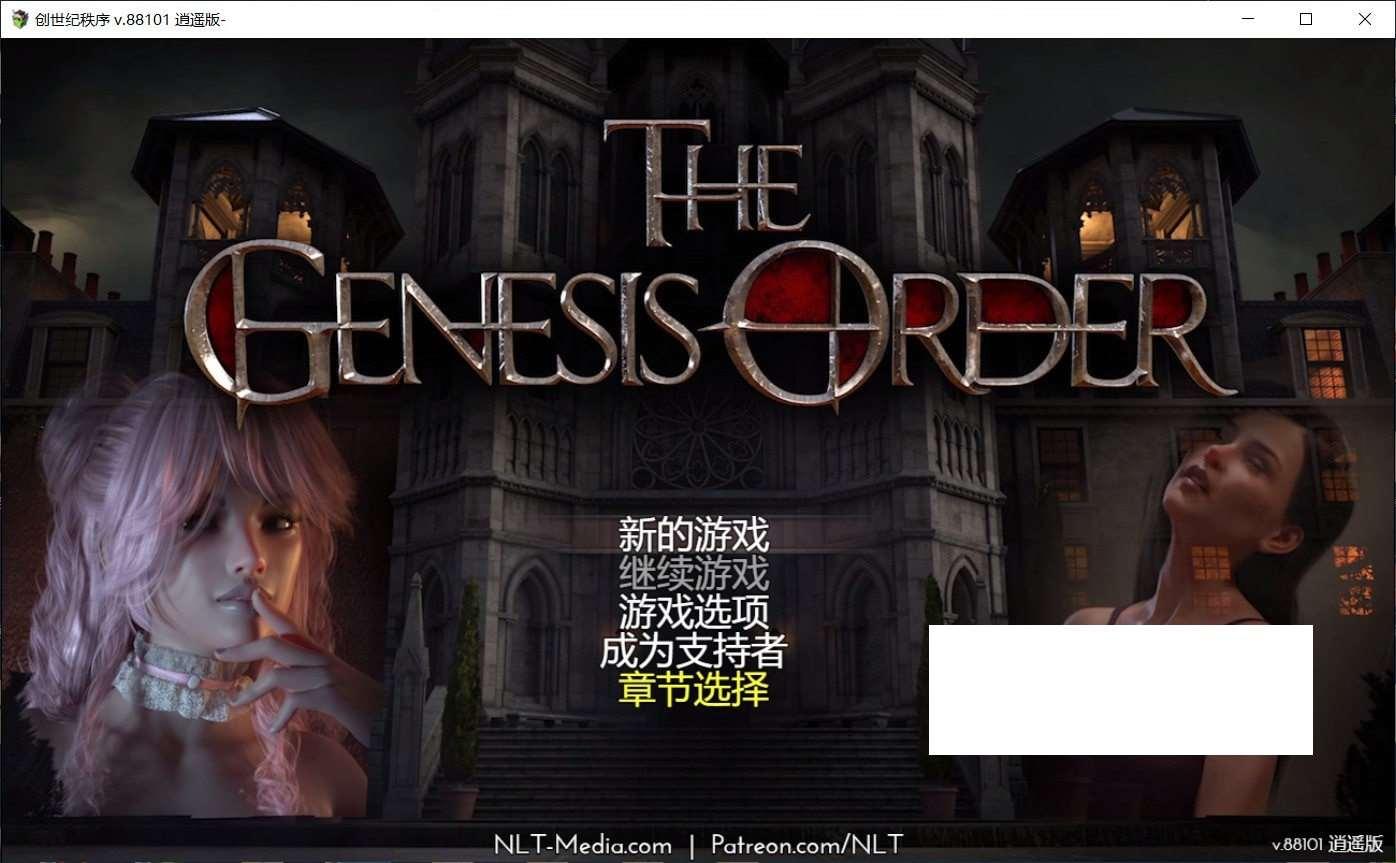 创世纪秩序 v.88101 逍遥版-
THE
GENESIS ORDER
新的游戏
继续游戏
游戏选项
成为支持者
章节选择
NLT-Media.com | Patreon.com/NLT
v.88101 逍遥版